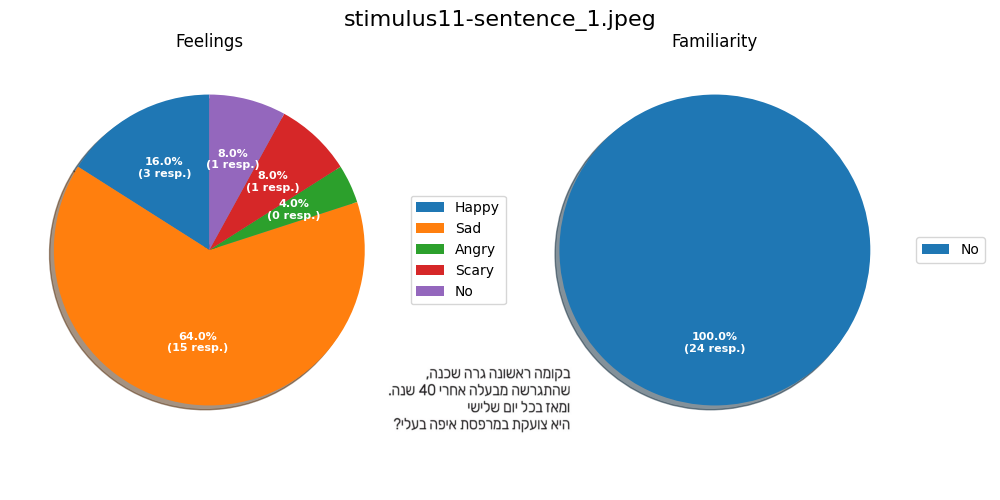 stimulus11-sentence_1.jpeg
Feelings
16.0%
(3 resp.)
64.0%
(15 resp.)
4.0%
(0 resp.)
8.0%
(1 resp.)
8.0%
(1 resp.)
Happy
Sad
Angry
Scary
No
Familiarity
100.0%
(24 resp.)
No
בקומה ראשונה גרה שכנה,
שהתגרשה מבעלה אחרי 40 שנה.
ומאז בכל יום שלישי
היא צועקת במרפסת איפה בעלי?